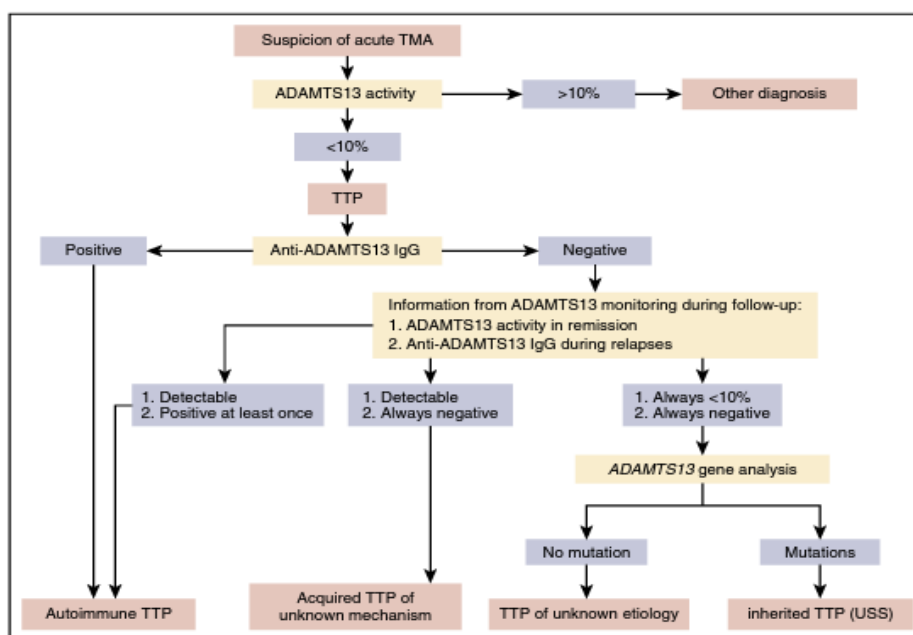 Suspicion of acute TMA
ADAMTS13 activity
>10%
Other diagnosis
<10%
TTP
Positive
Anti-ADAMTS13 IgG
Negative
Information from ADAMTS13 monitoring during follow-up:
1. ADAMTS13 activity in remission
2. Anti-ADAMTS13 IgG during relapses
1. Detectable
2. Positive at least once
1. Detectable
2. Always negative
1. Always <10%
2. Always negative
ADAMTS13 gene analysis
No mutation
Mutations
Autoimmune TTP
Acquired TTP of
unknown mechanism
TTP of unknown etiology
inherited TTP (USS)